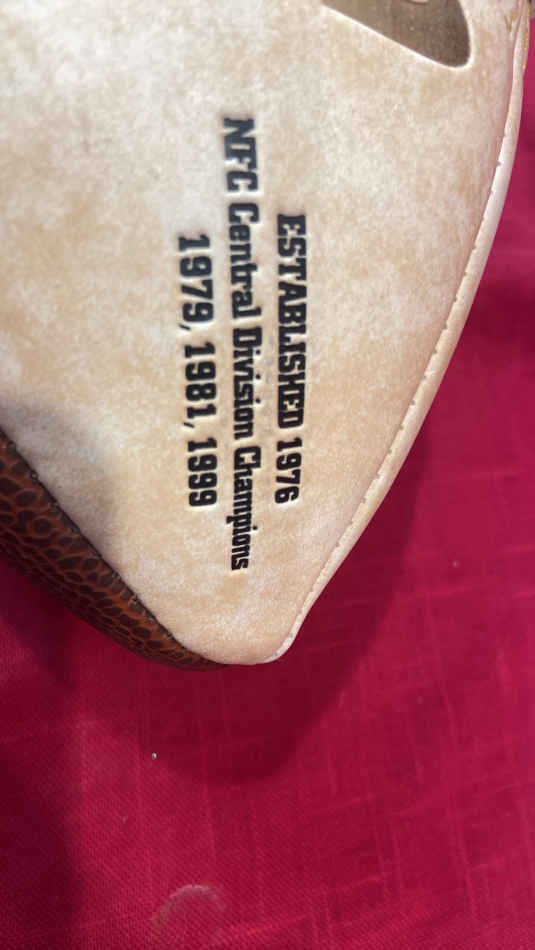 ESTABLISHED 1976
NFC Central Division Champions
1979, 1981, 1999